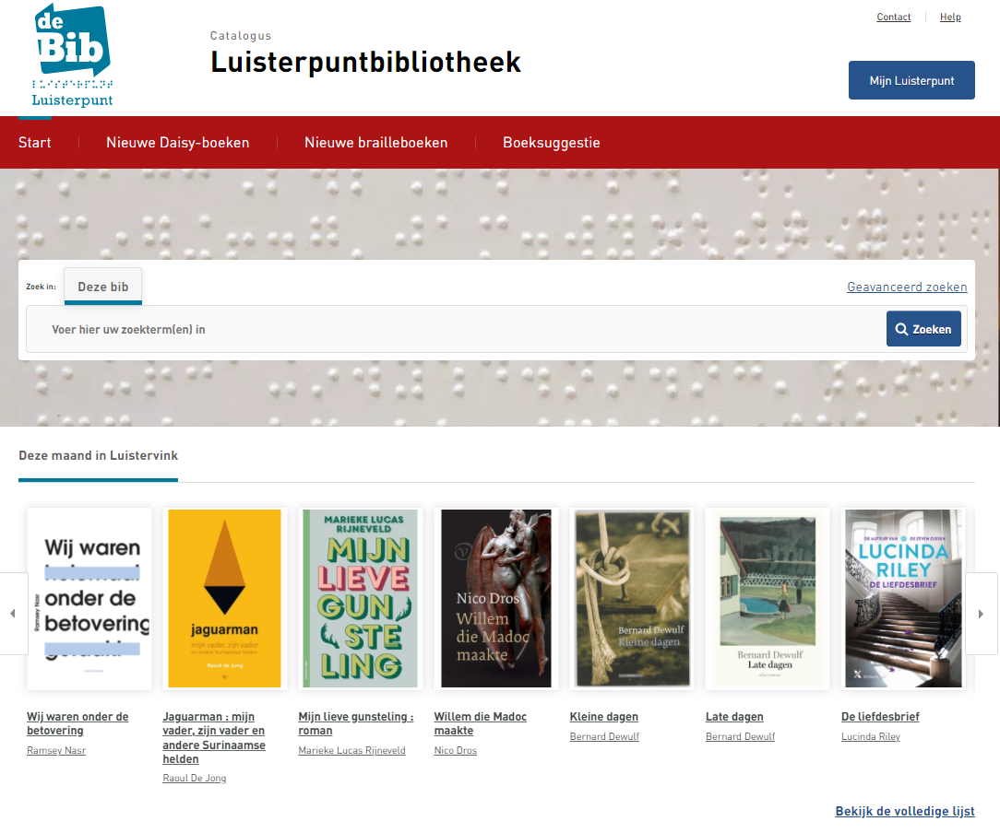 de
Bib
Luisterpunt
Catalogus
Luisterpuntbibliotheek
Contact
Help
Mijn Luisterpunt
Start
Nieuwe Daisy-boeken
Nieuwe brailleboeken
Boeksuggestie
Zoek in:
Deze bib
Geavanceerd zoeken
Voer hier uw zoekterm(en) in
Zoeken
Deze maand in Luistervink
Ramsey Nasr
Wij waren
onder de
betovering
jaguarman
mijn vader, zijn vader
en andere Surinaamse helden
Raoul de Jong
MARIEKE LUCAS
RIJNEVELD
MIJN
LIEVE
GUN
STE
LING
Nico Dros
Willem
die Madoc
maakte
Bernard Dewulf
Kleine dagen
Bernard Dewulf
Late dagen
DE AUTEUR VAN DE ZEVEN ZUSSEN
LUCINDA
RILEY
DE LIEFDESBRIEF
Wij waren onder de
betovering
Ramsey Nasr
Jaguarman : mijn
vader, zijn vader en
andere Surinaamse
helden
Raoul De Jong
Mijn lieve gunsteling :
roman
Marieke Lucas Rijneveld
Willem die Madoc
maakte
Nico Dros
Kleine dagen
Bernard Dewulf
Late dagen
Bernard Dewulf
De liefdesbrief
Lucinda Riley
Bekijk de volledige lijst